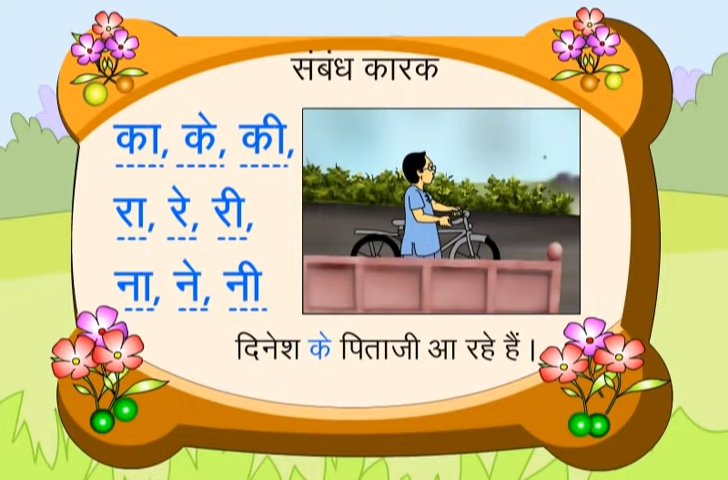 संबंध कारक
का, के, की,
रा, रे, री,
ना, ने, नी
दिनेश के पिताजी आ रहे हैं।